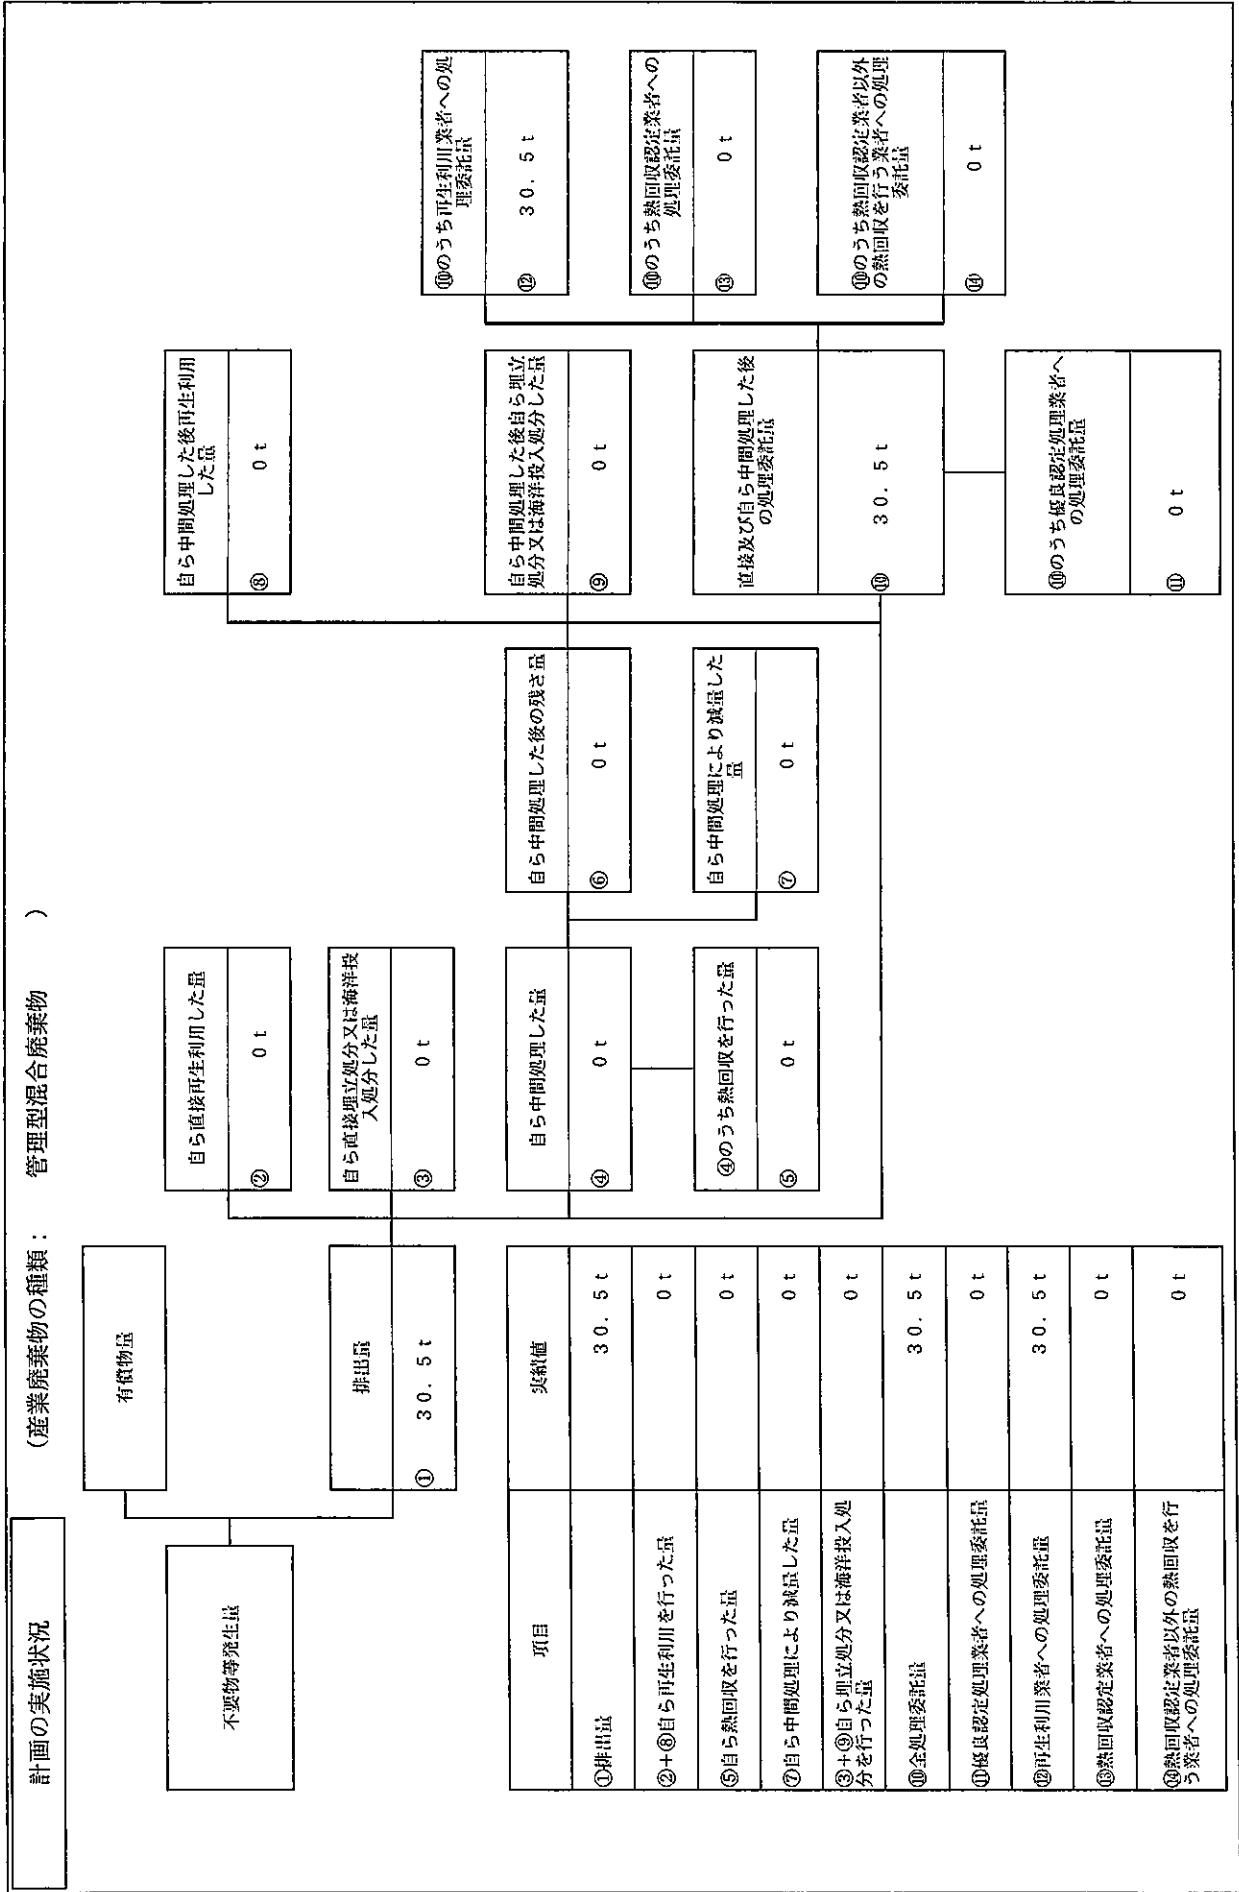 計画の実施状況
(産業廃棄物の種類: 管理型混合廃棄物 )
不要物等発生量
有償物量
排出量
① 30.5t
自ら直接再生利用した量
② 0t
自ら直接埋立処分又は海洋投
入処分した量
③ 0t
自ら中間処理した量
④ 0t
④のうち熱回収を行った量
⑤ 0t
自ら中間処理した後の残さ量
⑥ 0t
自ら中間処理により減量した
量
⑦ 0t
自ら中間処理した後再生利用
した量
⑧ 0t
自ら中間処理した後自ら埋立
処分又は海洋投入処分した量
⑨ 0t
直接及び自ら中間処理した後
の処理委託量
⑩ 30.5t
⑩のうち優良認定処理業者へ
の処理委託量
⑪ 0t
⑩のうち再生利用業者への処
理委託量
⑫ 30.5t
⑩のうち熱回収認定業者への
処理委託量
⑬ 0t
⑩のうち熱回収認定業者以外
の熱回収を行う業者への処理
委託量
⑭ 0t
項目 実績値
①排出量 30.5t
②+⑧自ら再生利用を行った量 0t
⑤自ら熱回収を行った量 0t
⑦自ら中間処理により減量した量 0t
③+⑨自ら埋立処分又は海洋投入処
分を行った量 0t
⑩全処理委託量 30.5t
⑪優良認定処理業者への処理委託量 0t
⑫再生利用業者への処理委託量 30.5t
⑬熱回収認定業者への処理委託量 0t
⑭熱回収認定業者以外の熱回収を行
う業者への処理委託量 0t